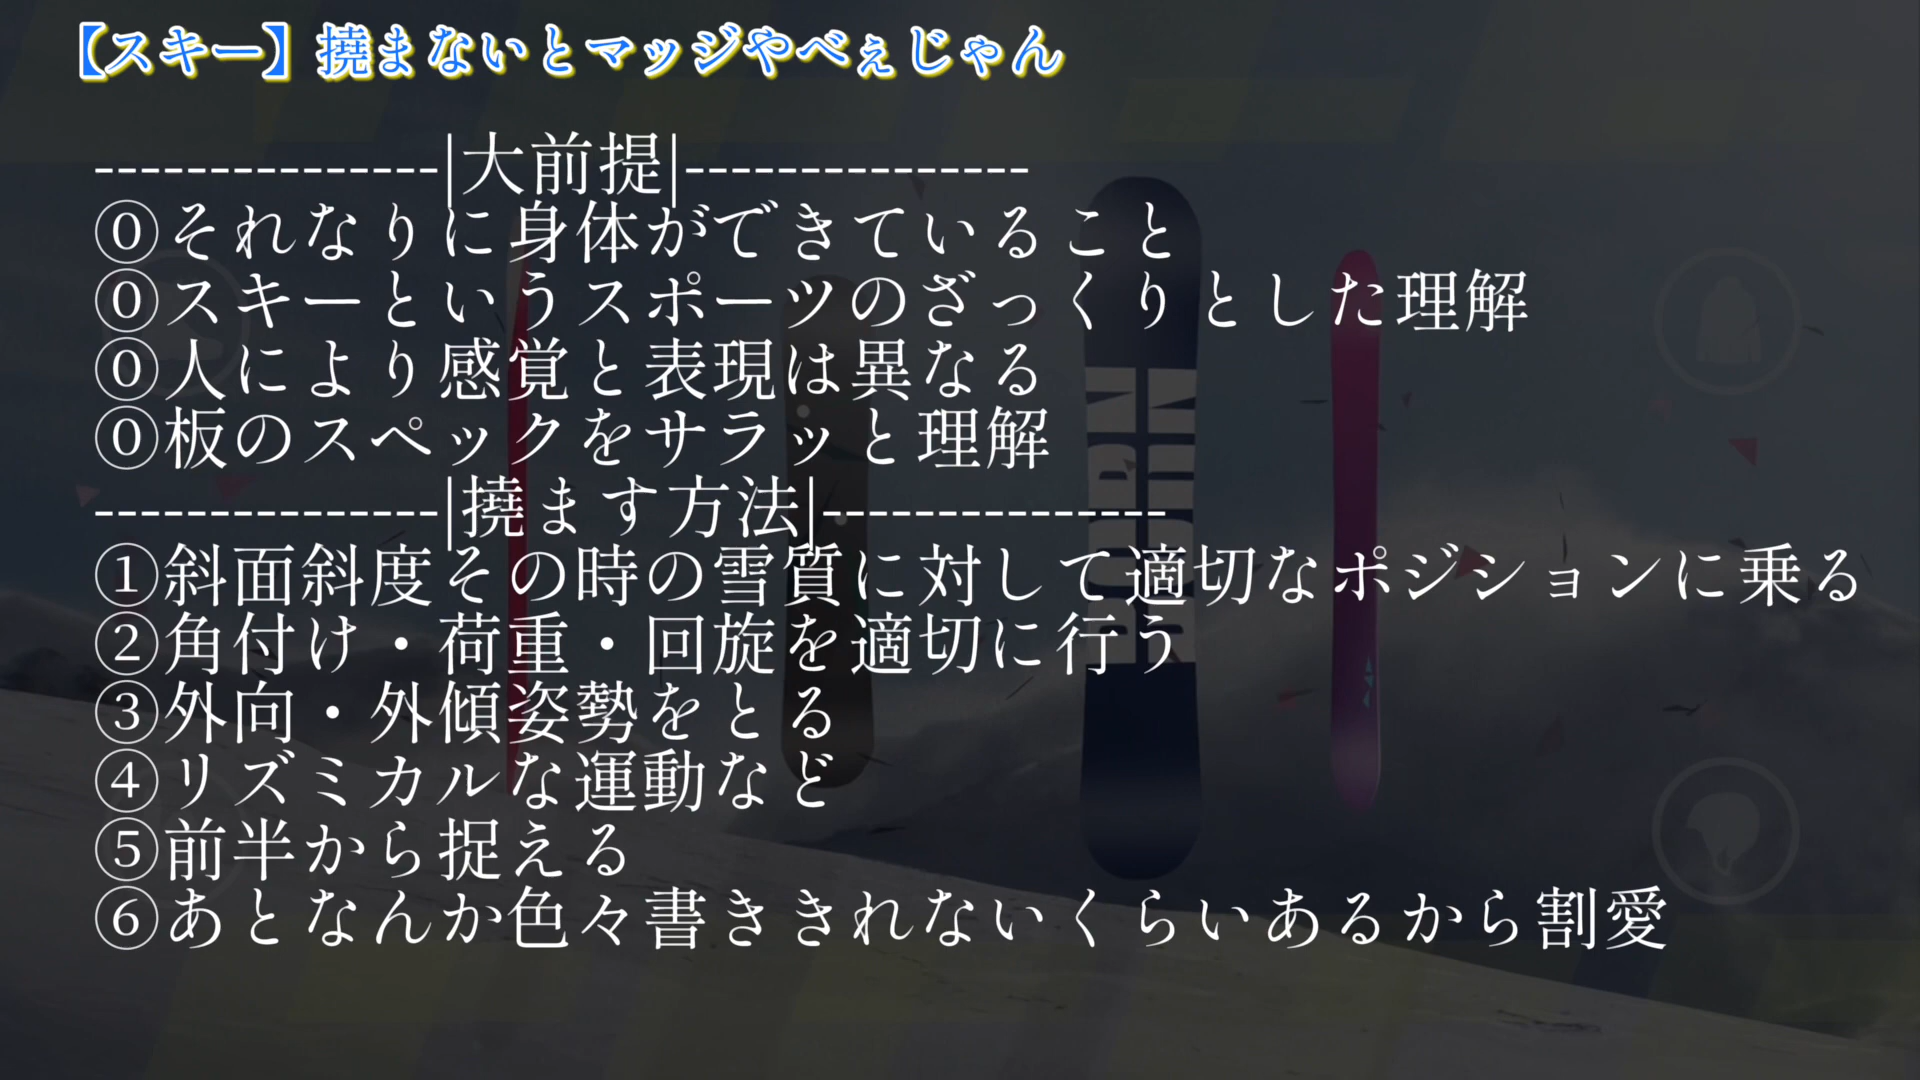 【スキー】撓まないとマッジやべぇじゃん
---------------|大前提|---------------
⓪それなりに身体ができていること
⓪スキーというスポーツのざっくりとした理解
⓪人により感覚と表現は異なる
⓪板のスペックをサラッと理解
---------------|撓ます方法|---------------
①斜面斜度その時の雪質に対して適切なポジションに乗る
②角付け・荷重・回旋を適切に行う
③外向・外傾姿勢をとる
④リズミカルな運動など
⑤前半から捉える
⑥あとなんか色々書ききれないくらいあるから割愛